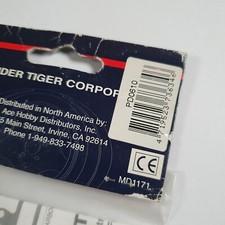 DER TIGER CORPOR
Distributed in North America by:
Ace Hobby Distributors, Inc.
5 Main Street, Irvine, CA 92614
Phone 1-949-833-7498
PD0610
CE
MD1171